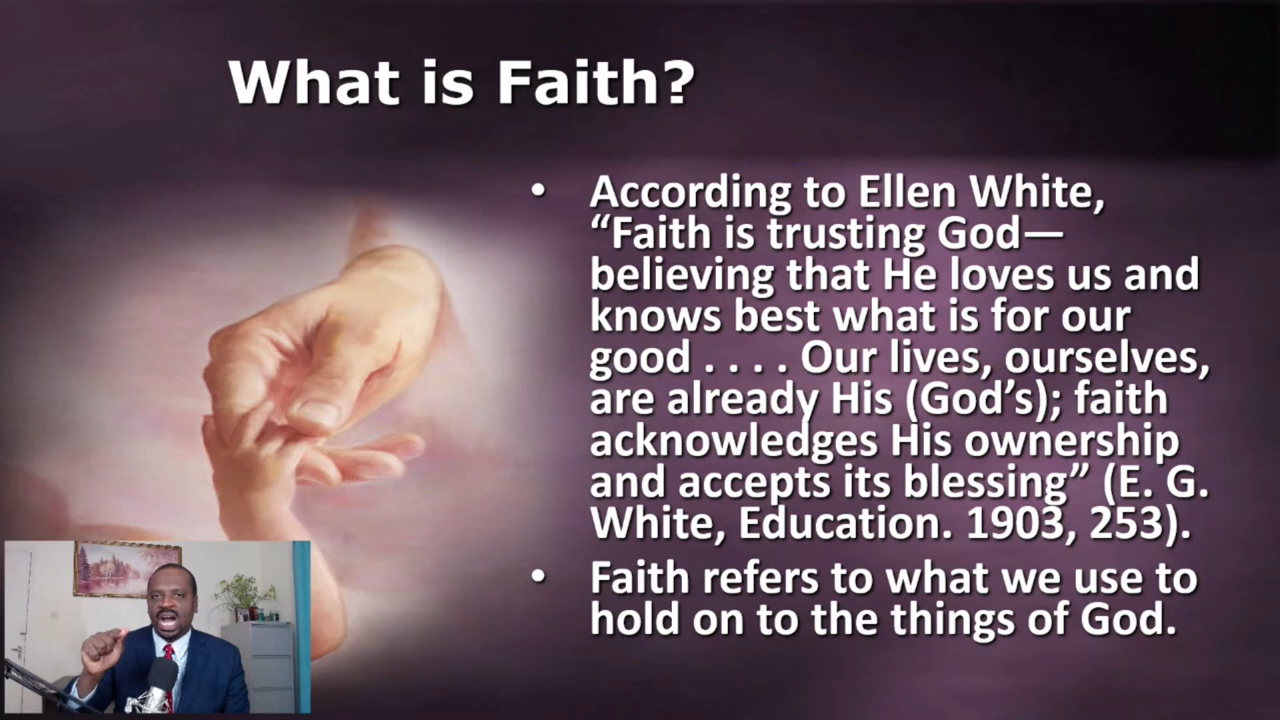 What is Faith?
• According to Ellen White,
“Faith is trusting God—
believing that He loves us and
knows best what is for our
good . . . . Our lives, ourselves,
are already His (God’s); faith
acknowledges His ownership
and accepts its blessing” (E. G.
White, Education. 1903, 253).
• Faith refers to what we use to
hold on to the things of God.